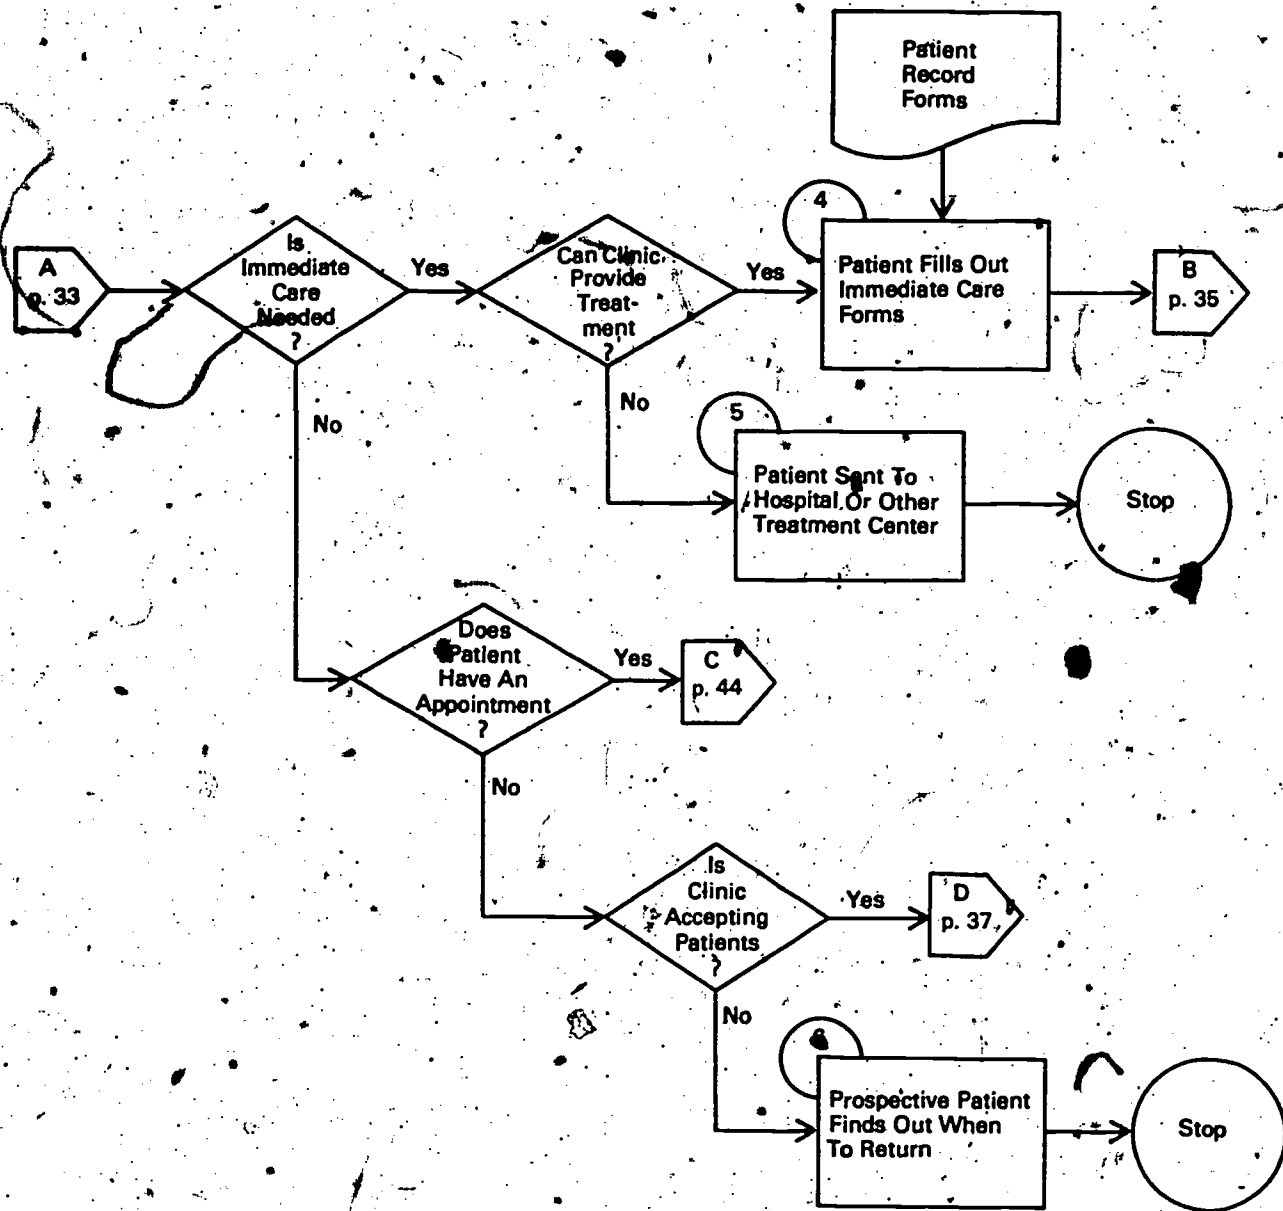 Patient
Record
Forms
4
A
p. 33
Is
Immediate
Care
Needed
?
Yes
Can Clinic
Provide
Treat-
ment
?
Yes
Patient Fills Out
Immediate Care
Forms
B
p. 35
No
No
5
Patient Sent To
Hospital Or Other
Treatment Center
Stop
Does
Patient
Have An
Appointment
?
Yes
C
p. 44
No
Is
Clinic
Accepting
Patients
?
Yes
D
p. 37
No
Prospective Patient
Finds Out When
To Return
Stop